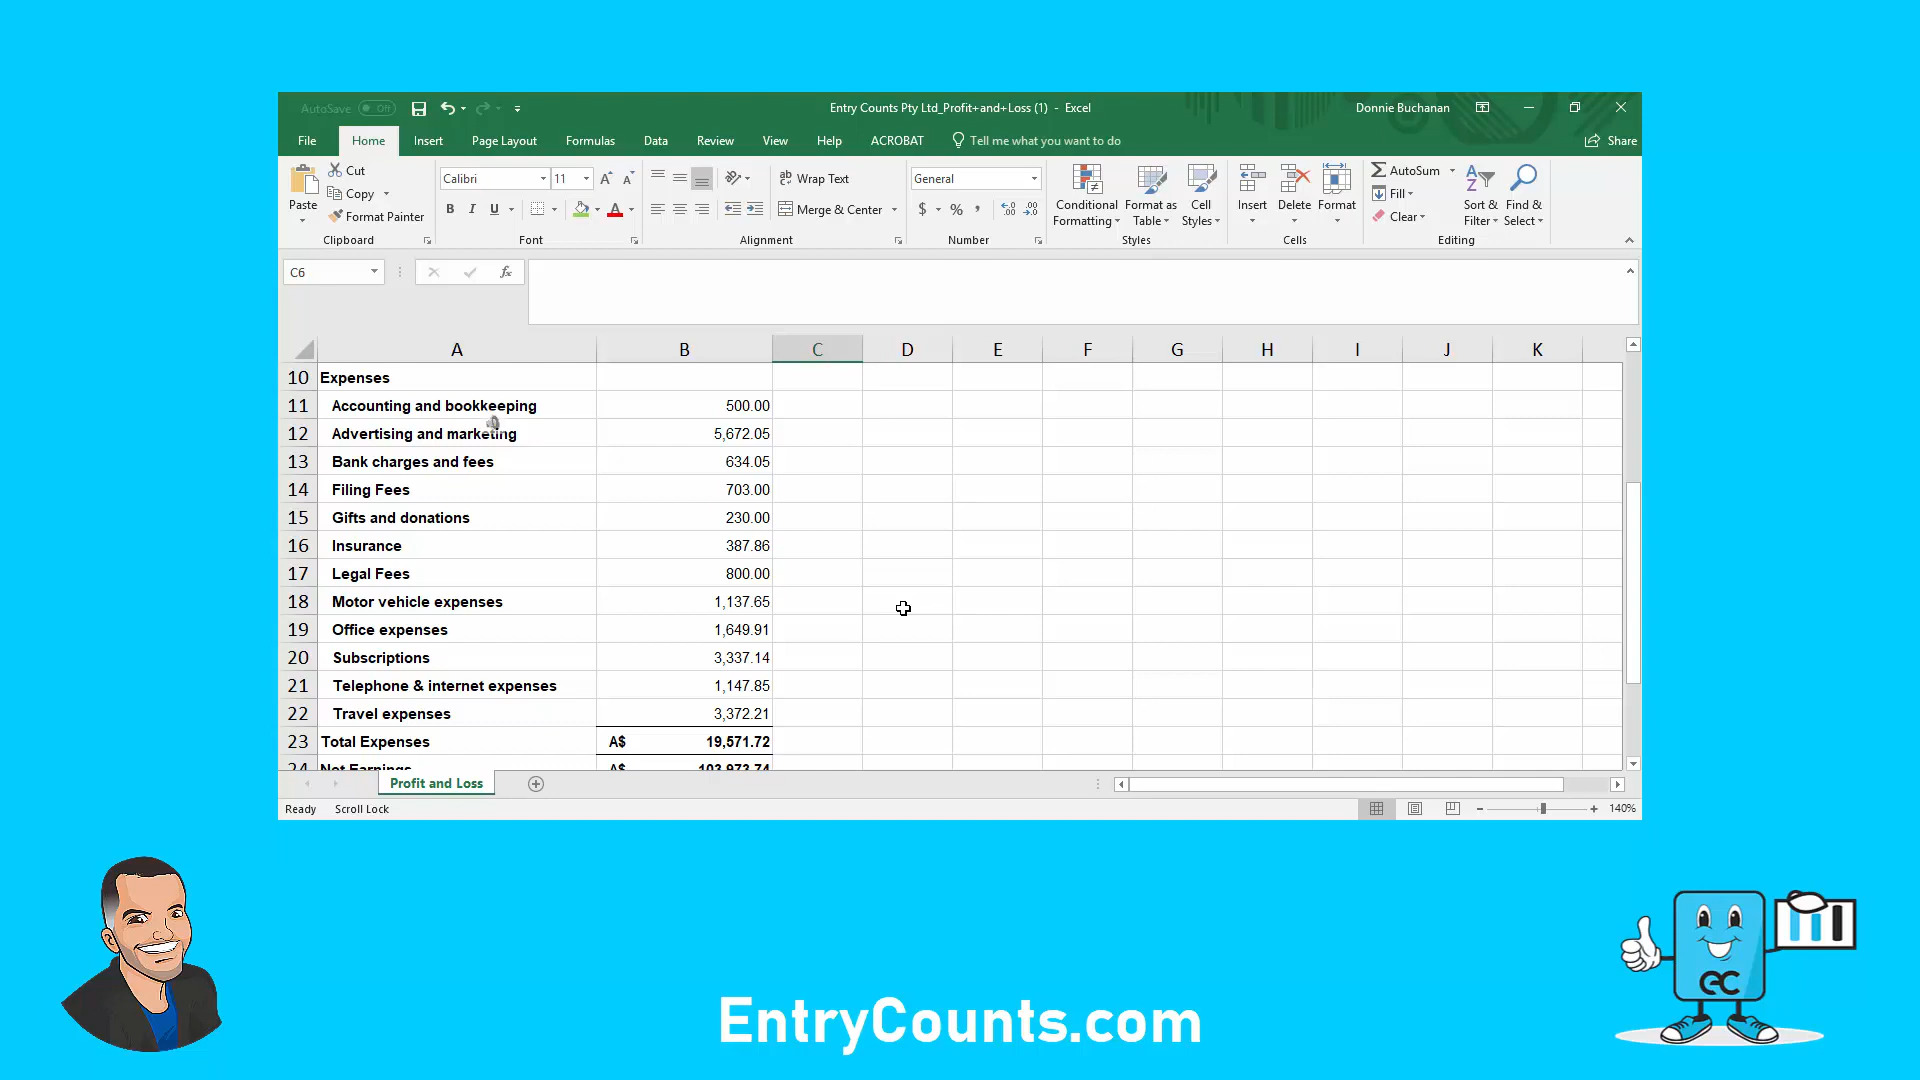 AutoSave Off
Entry Counts Pty Ltd_Profit+and+Loss (1) - Excel
Donnie Buchanan
File Home Insert Page Layout Formulas Data Review View Help ACROBAT Tell me what you want to do Share
Paste
Cut
Copy
Format Painter
Clipboard
Calibri 11
B I U
Font
Wrap Text
Merge & Center
Alignment
General
$ % ,
Number
Conditional Formatting
Format as Table
Cell Styles
Styles
Insert Delete Format
Cells
AutoSum
Fill
Clear
Sort & Filter
Find & Select
Editing
C6 fx
A B C D E F G H I J K
10 Expenses
11 Accounting and bookkeeping 500.00
12 Advertising and marketing 5,672.05
13 Bank charges and fees 634.05
14 Filing Fees 703.00
15 Gifts and donations 230.00
16 Insurance 387.86
17 Legal Fees 800.00
18 Motor vehicle expenses 1,137.65
19 Office expenses 1,649.91
20 Subscriptions 3,337.14
21 Telephone & internet expenses 1,147.85
22 Travel expenses 3,372.21
23 Total Expenses A$ 19,571.72
24 Net Earnings A$ 103,973.74
Profit and Loss
Ready Scroll Lock 140%
ec
EntryCounts.com